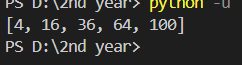 PS D:\2nd year> python -u
[4, 16, 36, 64, 100]
PS D:\2nd year>